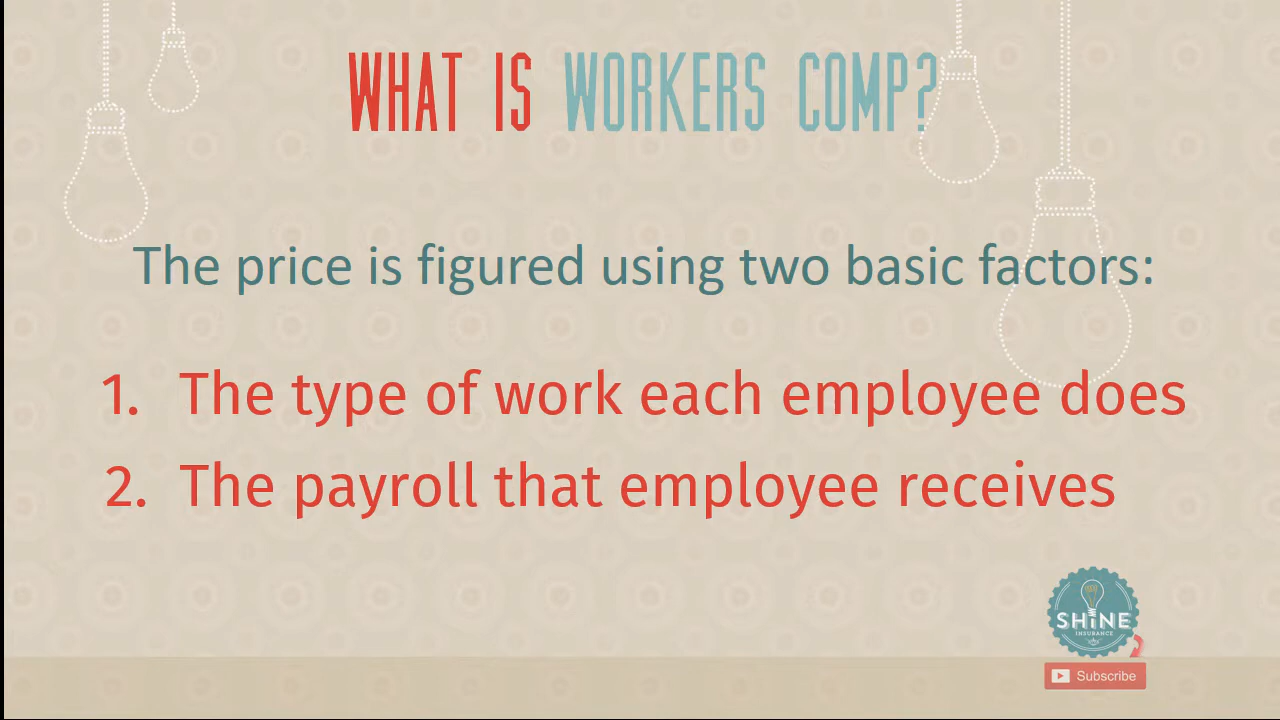 WHAT IS WORKERS COMP?
The price is figured using two basic factors:
1. The type of work each employee does
2. The payroll that employee receives
SHiNE
INSURANCE
Subscribe